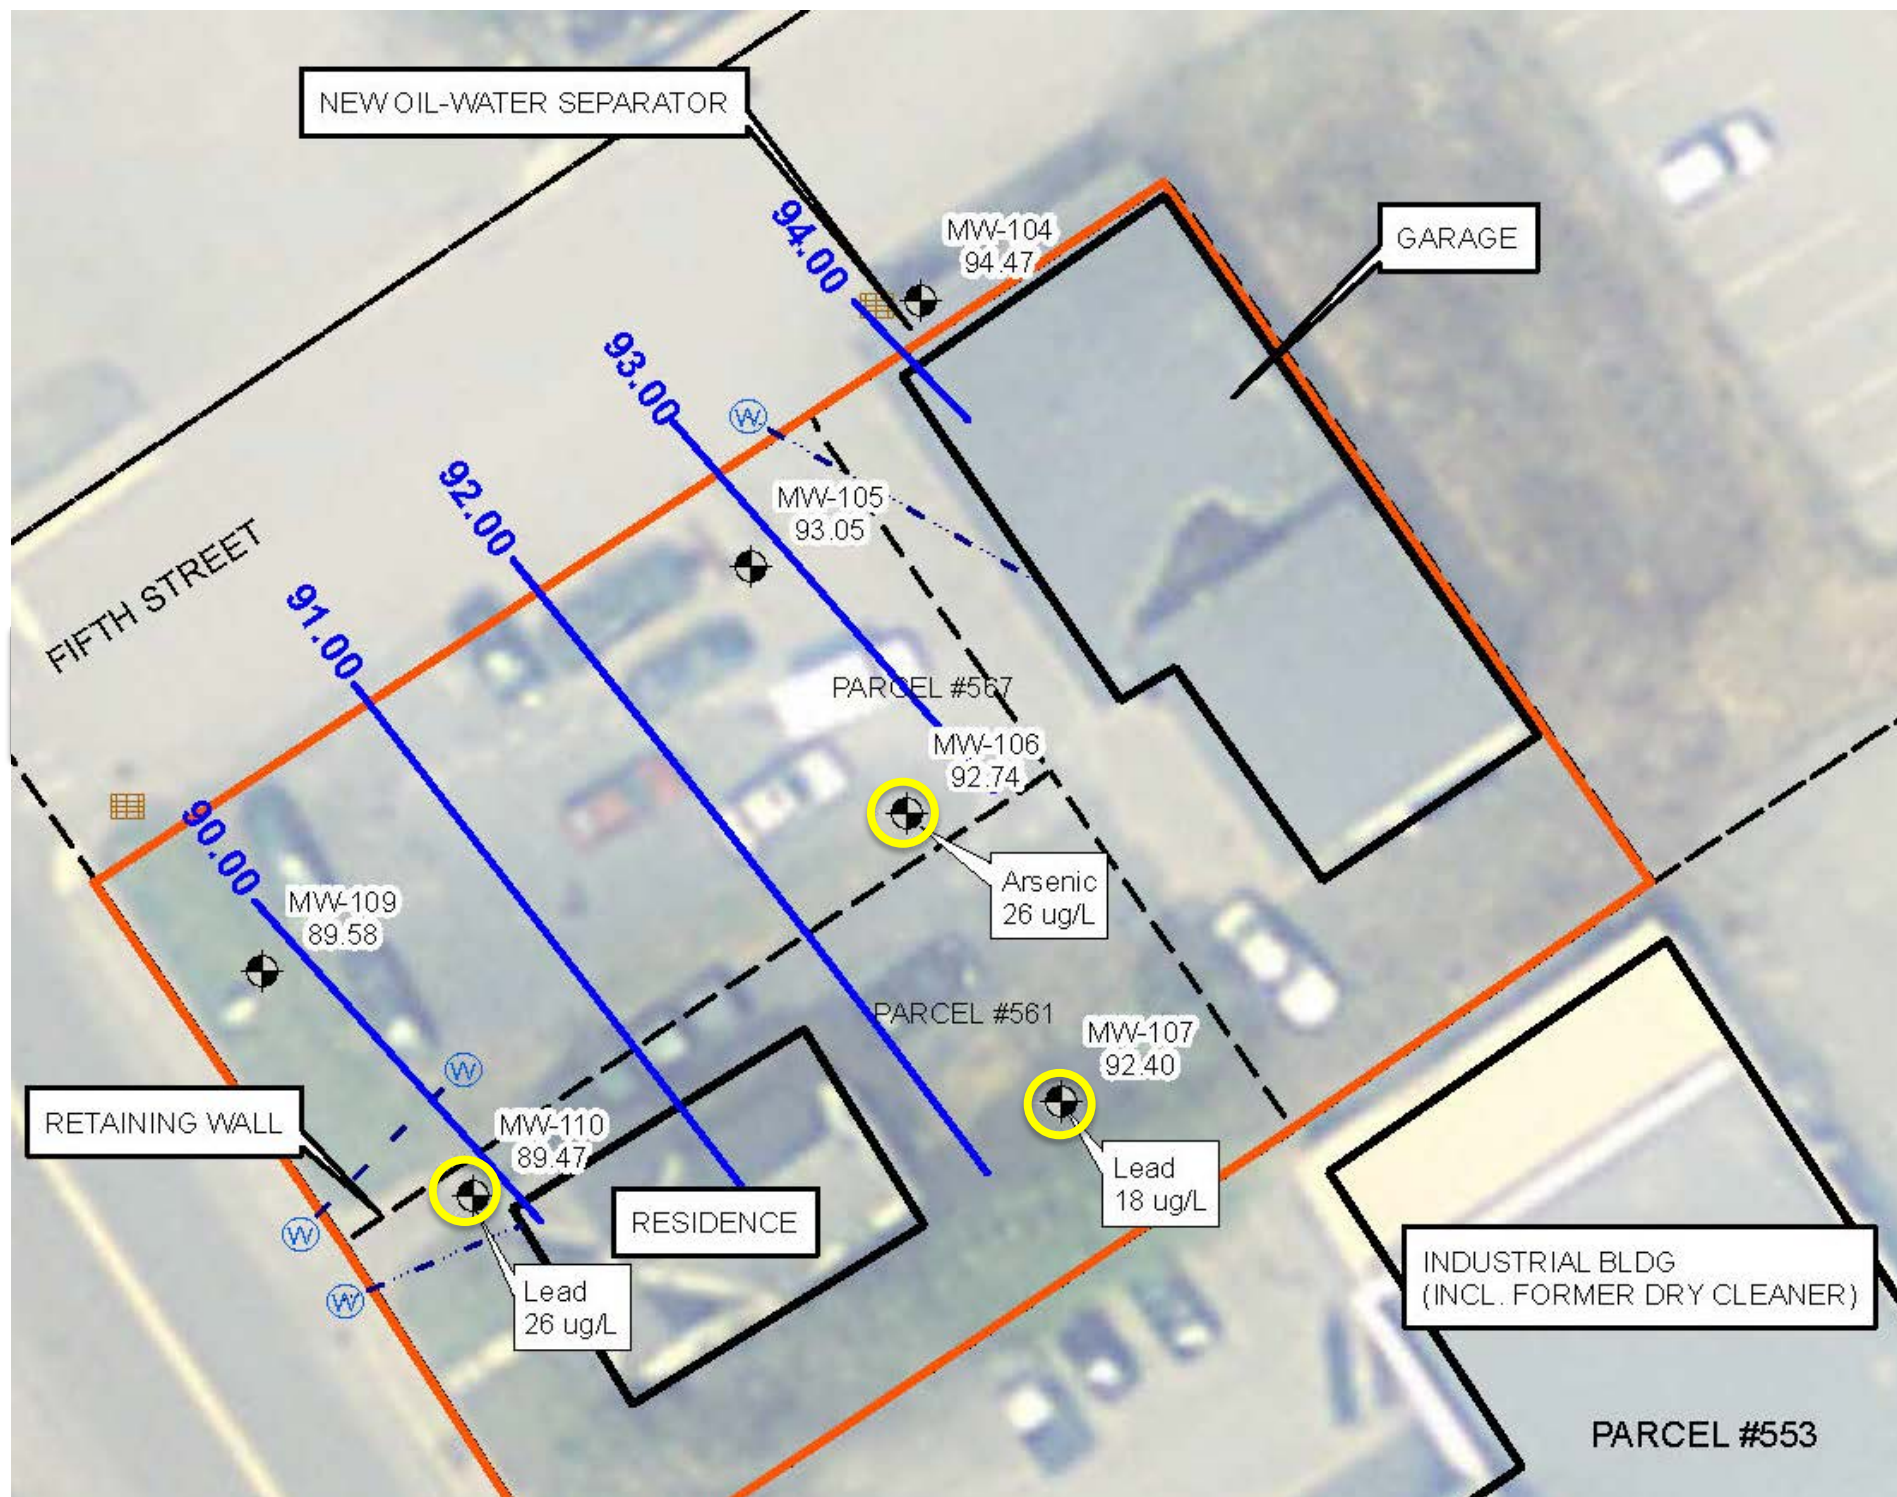 NEW OIL-WATER SEPARATOR
94.00
MW-104
94.47
GARAGE
93.00
W
92.00
MW-105
93.05
FIFTH STREET
91.00
PARCEL #567
MW-106
92.74
90.00
Arsenic
26 ug/L
MW-109
89.58
PARCEL #561
MW-107
92.40
W
RETAINING WALL
MW-110
89.47
Lead
18 ug/L
RESIDENCE
W
W
Lead
26 ug/L
INDUSTRIAL BLDG
(INCL. FORMER DRY CLEANER)
PARCEL #553